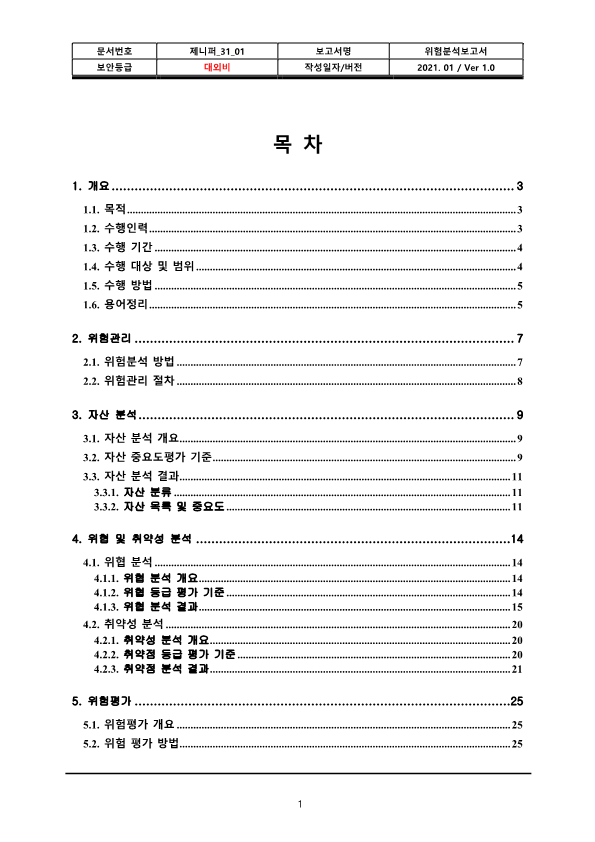 문서번호 제니퍼_31_01 보고서명 위험분석보고서
보안등급 대외비 작성일자/버전 2021. 01 / Ver 1.0
목 차
1. 개요 3
1.1. 목적 3
1.2. 수행인력 3
1.3. 수행 기간 4
1.4. 수행 대상 및 범위 4
1.5. 수행 방법 5
1.6. 용어정리 5
2. 위험관리 7
2.1. 위험분석 방법 7
2.2. 위험관리 절차 8
3. 자산 분석 9
3.1. 자산 분석 개요 9
3.2. 자산 중요도평가 기준 9
3.3. 자산 분석 결과 11
3.3.1. 자산 분류 11
3.3.2. 자산 목록 및 중요도 11
4. 위협 및 취약성 분석 14
4.1. 위협 분석 14
4.1.1. 위협 분석 개요 14
4.1.2. 위협 등급 평가 기준 14
4.1.3. 위협 분석 결과 15
4.2. 취약성 분석 20
4.2.1. 취약성 분석 개요 20
4.2.2. 취약점 등급 평가 기준 20
4.2.3. 취약점 분석 결과 21
5. 위험평가 25
5.1. 위험평가 개요 25
5.2. 위험 평가 방법 25
1